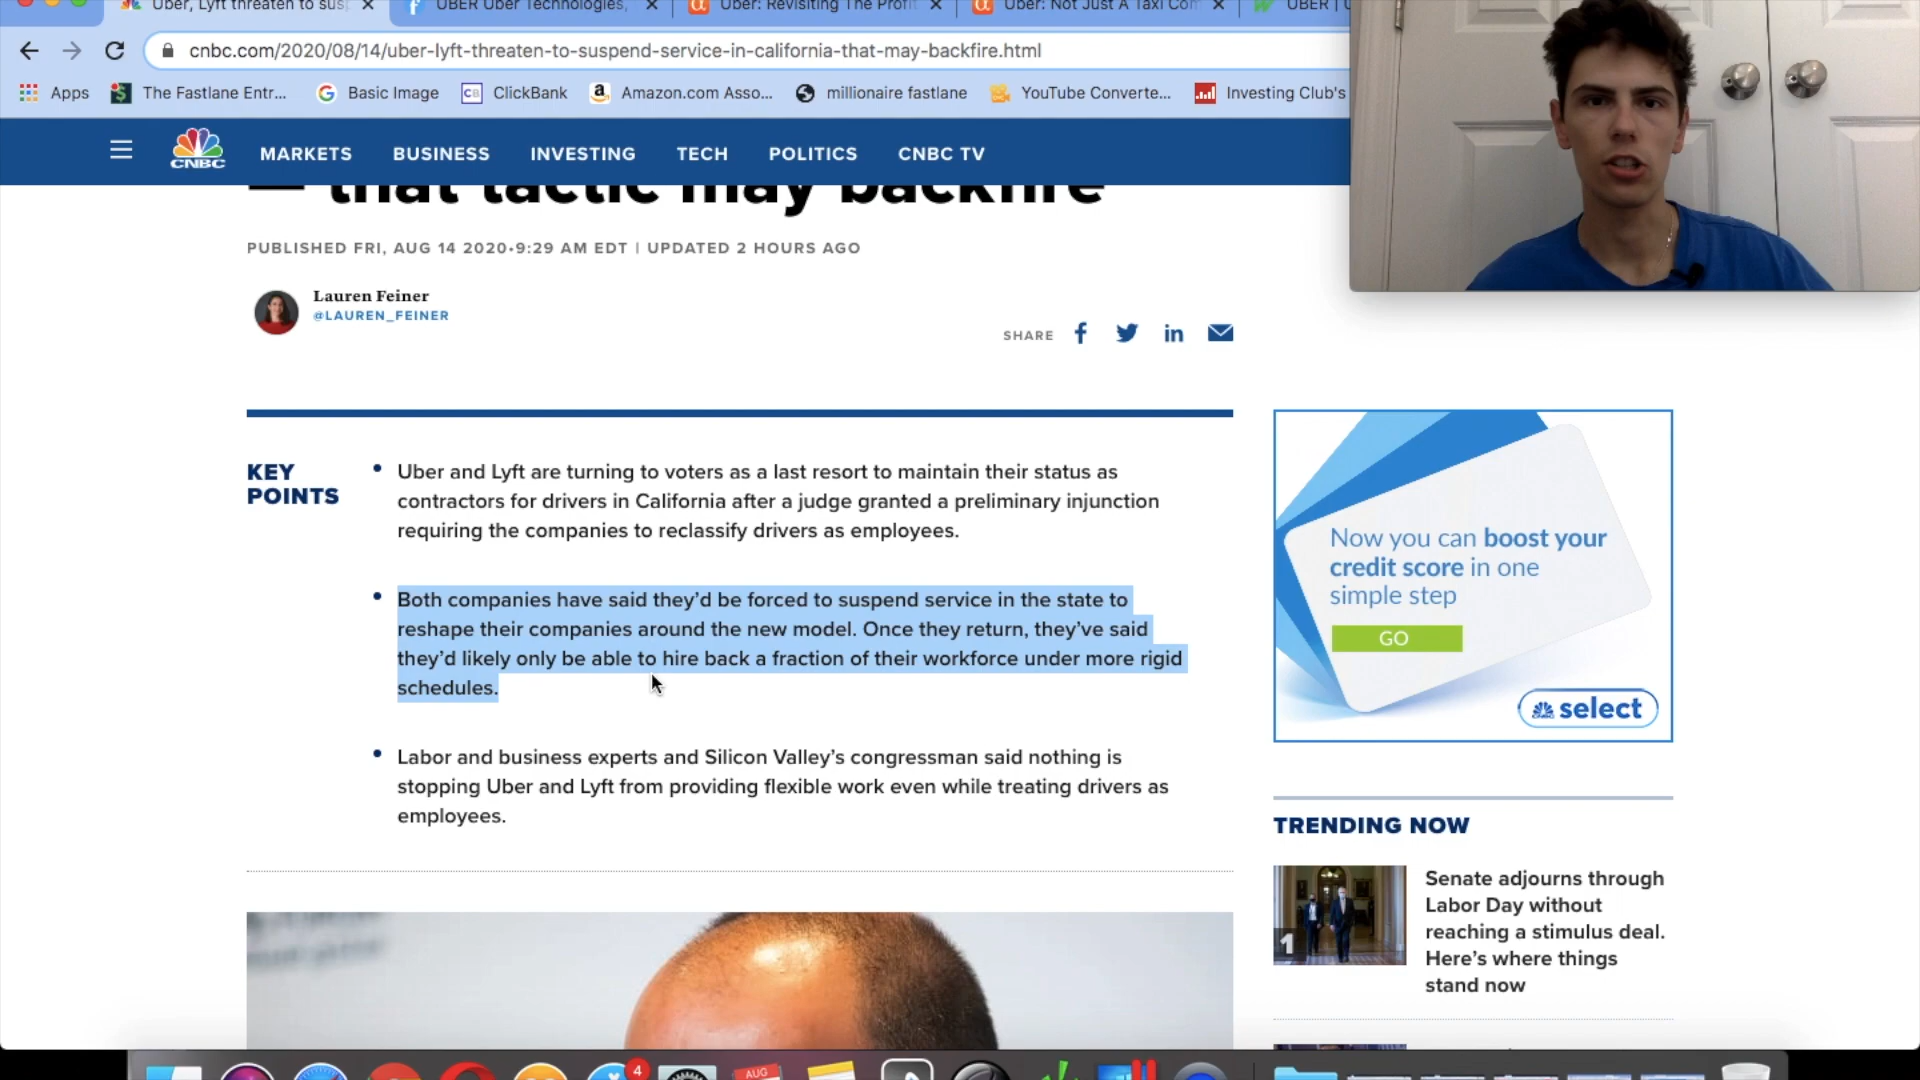 Uber, Lyft threaten to sus
UBER Uber Technologies,
Uber: Revisiting The Profit
Uber: Not Just A Taxi Com
UBER |
cnbc.com/2020/08/14/uber-lyft-threaten-to-suspend-service-in-california-that-may-backfire.html
Apps
The Fastlane Entr...
Basic Image
CB
ClickBank
a
Amazon.com Asso...
millionaire fastlane
YouTube Converte...
Investing Club's
CNBC
MARKETS
BUSINESS
INVESTING
TECH
POLITICS
CNBC TV
— that tactic may backfire
PUBLISHED FRI, AUG 14 2020•9:29 AM EDT | UPDATED 2 HOURS AGO
Lauren Feiner
@LAUREN_FEINER
SHARE
KEY
POINTS
• Uber and Lyft are turning to voters as a last resort to maintain their status as
contractors for drivers in California after a judge granted a preliminary injunction
requiring the companies to reclassify drivers as employees.
• Both companies have said they'd be forced to suspend service in the state to
reshape their companies around the new model. Once they return, they've said
they'd likely only be able to hire back a fraction of their workforce under more rigid
schedules.
• Labor and business experts and Silicon Valley's congressman said nothing is
stopping Uber and Lyft from providing flexible work even while treating drivers as
employees.
Now you can boost your
credit score in one
simple step
GO
select
TRENDING NOW
1
Senate adjourns through
Labor Day without
reaching a stimulus deal.
Here's where things
stand now
4
AUG